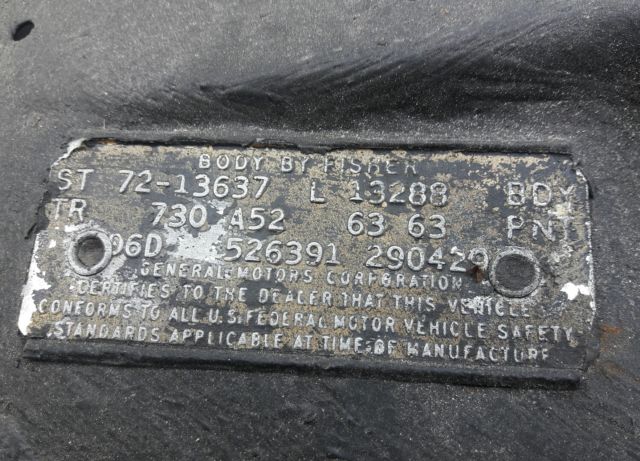 BODY BY FISHER
ST 72-13637 L 13288 BDY
TR 730 A52 63 63 PNT
06D 526391 290429
GENERAL MOTORS CORPORATION
CERTIFIES TO THE DEALER THAT THIS VEHICLE
CONFORMS TO ALL U.S. FEDERAL MOTOR VEHICLE SAFETY
STANDARDS APPLICABLE AT TIME OF MANUFACTURE